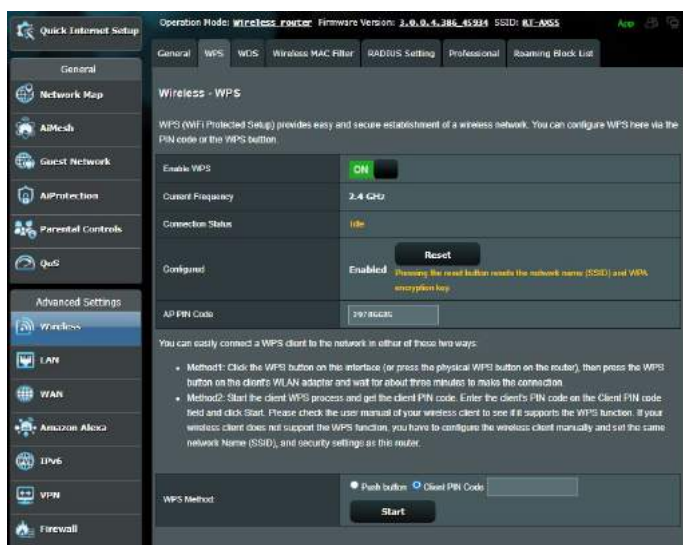 Quick Internet Setup
Operation Mode: Wireless router Firmware Version: 3.0.0.4.386_45934 SSID: RT-AX55
App
General
WPS
WDS
Wireless MAC Filter
RADIUS Setting
Professional
Roaming Block List
General
Network Map
AiMesh
Guest Network
AiProtection
Parental Controls
QoS
Advanced Settings
Wireless
LAN
WAN
Amazon Alexa
IPv6
VPN
Firewall
Wireless - WPS
WPS (WiFi Protected Setup) provides easy and secure establishment of a wireless network. You can configure WPS here via the
PIN code or the WPS button.
Enable WPS
ON
Current Frequency
2.4 GHz
Connection Status
Idle
Configured
Enabled
Reset
Pressing the reset button resets the network name (SSID) and WPA
encryption key
AP PIN Code
You can easily connect a WPS client to the network in either of these two ways:
Method1: Click the WPS button on this interface (or press the physical WPS button on the router), then press the WPS
button on the client's WLAN adapter and wait for about three minutes to make the connection.
Method2: Start the client WPS process and get the client PIN code. Enter the client's PIN code on the Client PIN code
field and click Start. Please check the user manual of your wireless client to see if it supports the WPS function. If your
wireless client does not support the WPS function, you have to configure the wireless client manually and set the same
network Name (SSID), and security settings as this router.
WPS Method:
Push button
Client PIN Code
Start